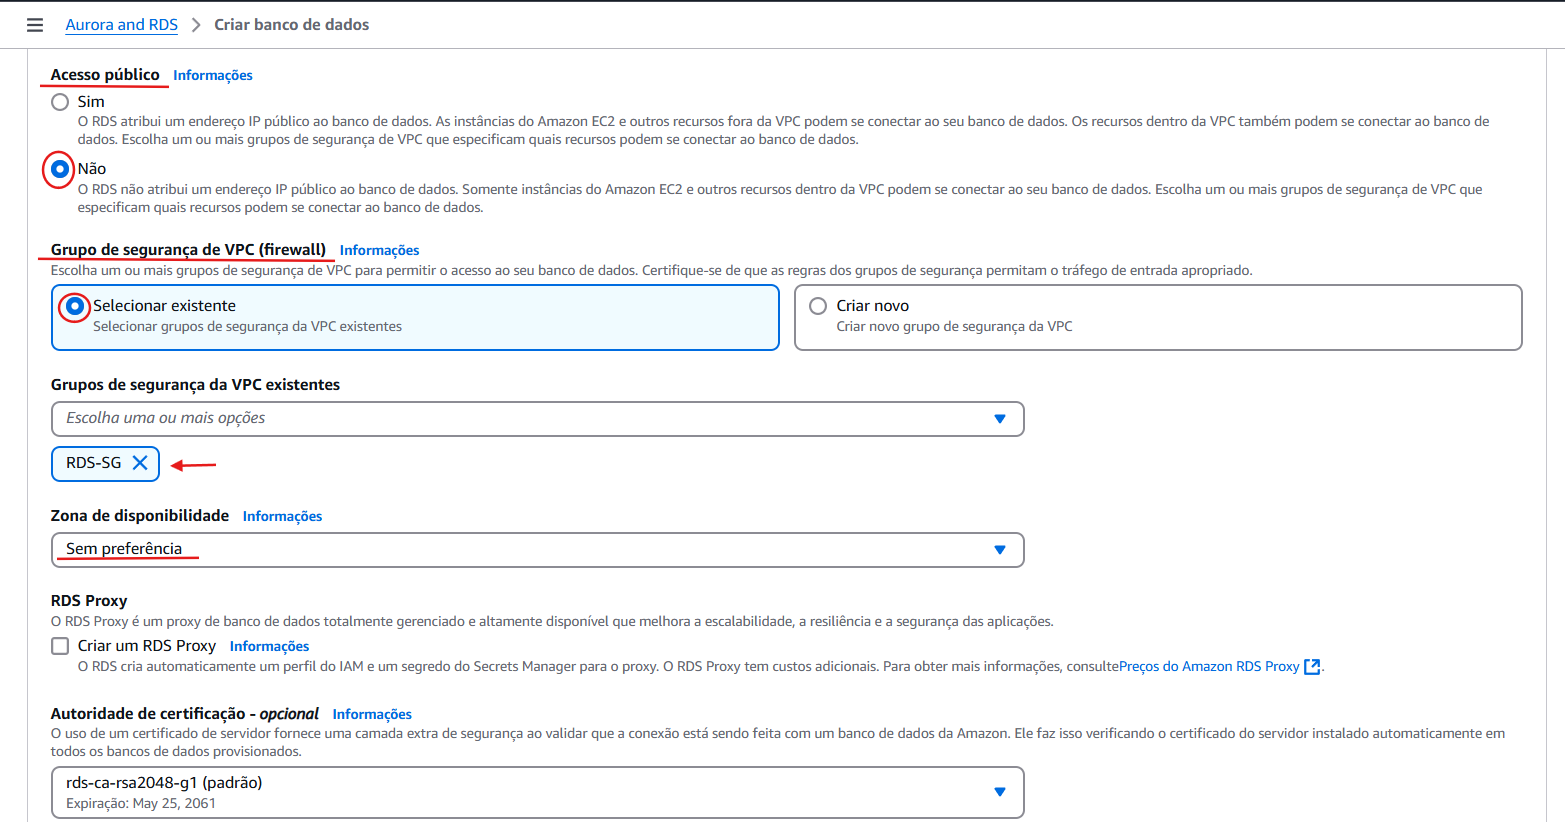 Aurora and RDS > Criar banco de dados
Acesso público Informações
Sim
O RDS atribui um endereço IP público ao banco de dados. As instâncias do Amazon EC2 e outros recursos fora da VPC podem se conectar ao seu banco de dados. Os recursos dentro da VPC também podem se conectar ao banco de
dados. Escolha um ou mais grupos de segurança de VPC que especificam quais recursos podem se conectar ao banco de dados.
Não
O RDS não atribui um endereço IP público ao banco de dados. Somente instâncias do Amazon EC2 e outros recursos dentro da VPC podem se conectar ao seu banco de dados. Escolha um ou mais grupos de segurança de VPC que
especificam quais recursos podem se conectar ao banco de dados.
Grupo de segurança de VPC (firewall) Informações
Escolha um ou mais grupos de segurança de VPC para permitir o acesso ao seu banco de dados. Certifique-se de que as regras dos grupos de segurança permitam o tráfego de entrada apropriado.
Selecionar existente
Selecionar grupos de segurança da VPC existentes
Criar novo
Criar novo grupo de segurança da VPC
Grupos de segurança da VPC existentes
Escolha uma ou mais opções
RDS-SG
Zona de disponibilidade Informações
Sem preferência
RDS Proxy
O RDS Proxy é um proxy de banco de dados totalmente gerenciado e altamente disponível que melhora a escalabilidade, a resiliência e a segurança das aplicações.
Criar um RDS Proxy Informações
O RDS cria automaticamente um perfil do IAM e um segredo do Secrets Manager para o proxy. O RDS Proxy tem custos adicionais. Para obter mais informações, consultePreços do Amazon RDS Proxy.
Autoridade de certificação - opcional Informações
O uso de um certificado de servidor fornece uma camada extra de segurança ao validar que a conexão está sendo feita com um banco de dados da Amazon. Ele faz isso verificando o certificado do servidor instalado automaticamente em
todos os bancos de dados provisionados.
rds-ca-rsa2048-g1 (padrão)
Expiração: May 25, 2061